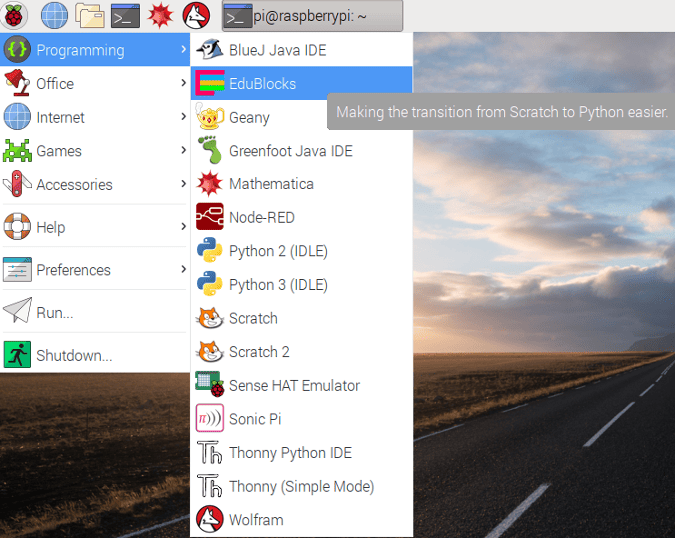 pi@raspberrypi: ~
Programming
Office
Internet
Games
Accessories
Help
Preferences
Run...
Shutdown...
BlueJ Java IDE
EduBlocks
Making the transition from Scratch to Python easier.
Geany
Greenfoot Java IDE
Mathematica
Node-RED
Python 2 (IDLE)
Python 3 (IDLE)
Scratch
Scratch 2
Sense HAT Emulator
Sonic Pi
Thonny Python IDE
Thonny (Simple Mode)
Wolfram